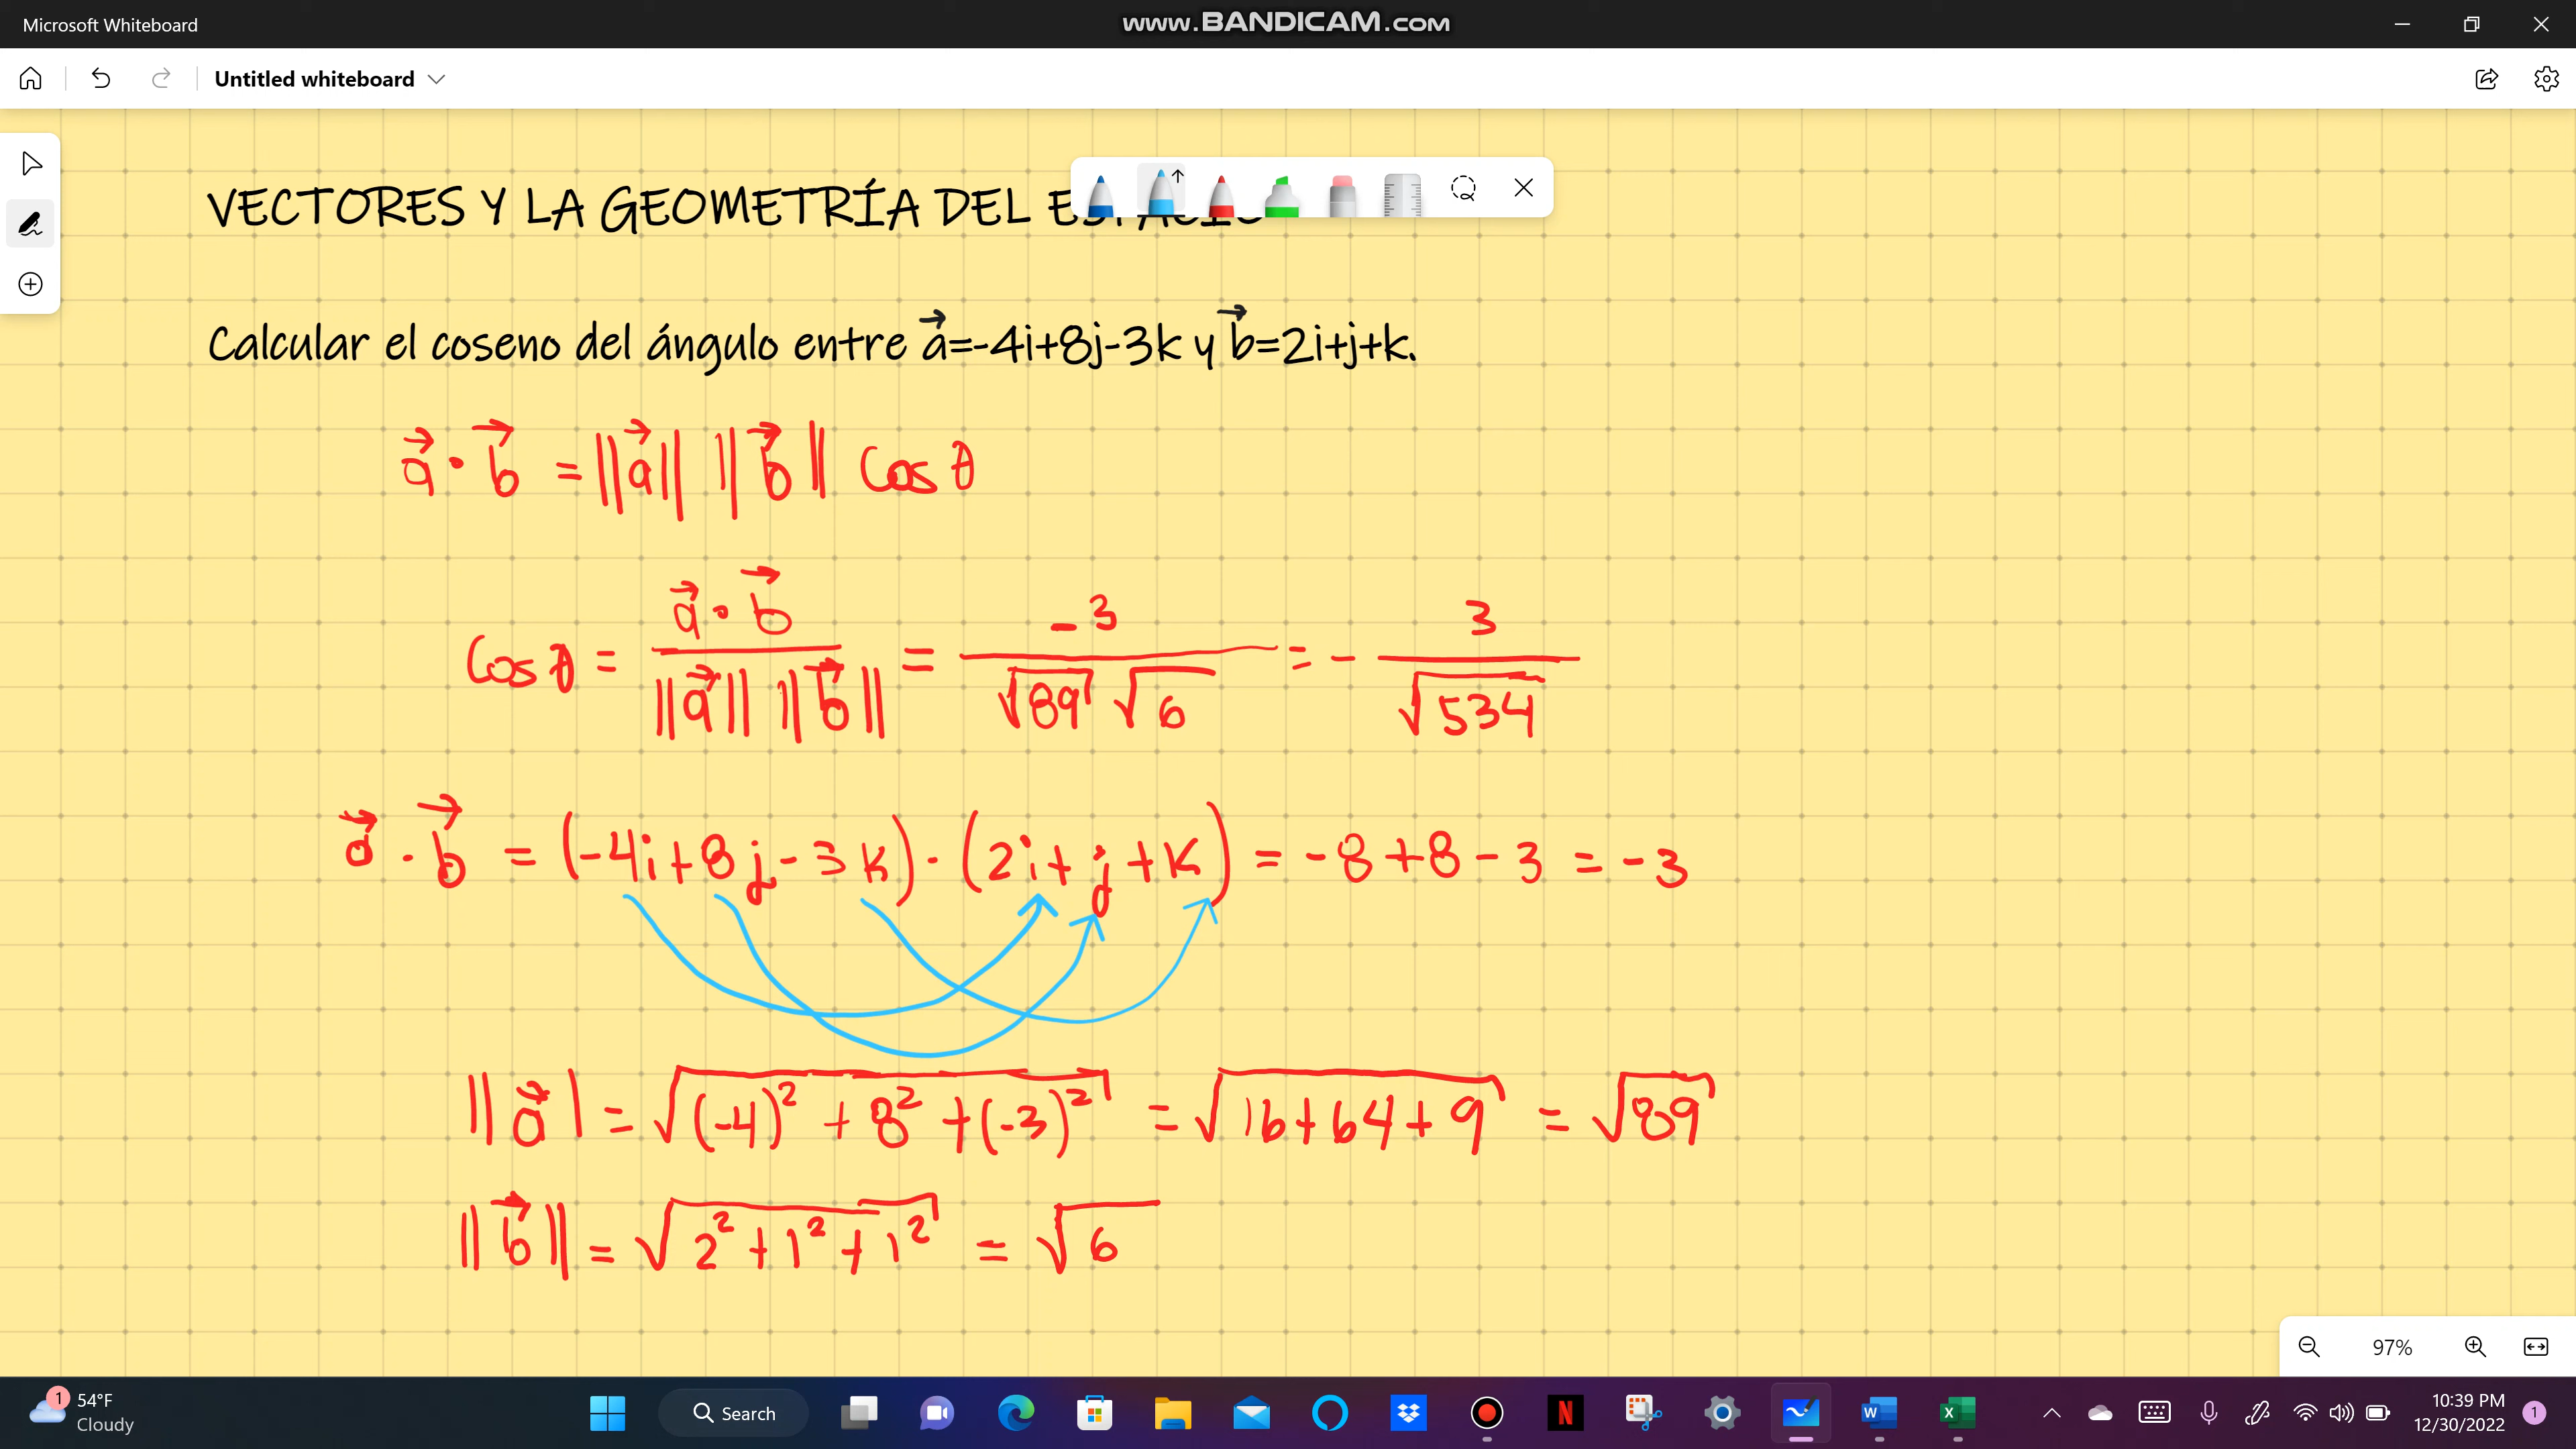 Microsoft Whiteboard
www.BANDICAM.com
Untitled whiteboard
VECTORES Y LA GEOMETRÍA DEL ESPACIO
Calcular el coseno del ángulo entre a⃗=-4i+8j-3k y b⃗=2i+j+k.
a⃗ · b⃗ = ||a⃗|| ||b⃗|| Cos θ
Cos θ = a⃗ · b⃗ / ||a⃗|| ||b⃗|| = -3 / √89 √6 = - 3 / √534
a⃗ · b⃗ = (-4i+8j-3k) · (2i+j+k) = -8+8-3 = -3
||a⃗| = √(-4)² + 8² + (-3)² = √16+64+9 = √89
||b⃗|| = √2²+1²+1² = √6
97%
1
54°F
Cloudy
Search
10:39 PM
12/30/2022
1